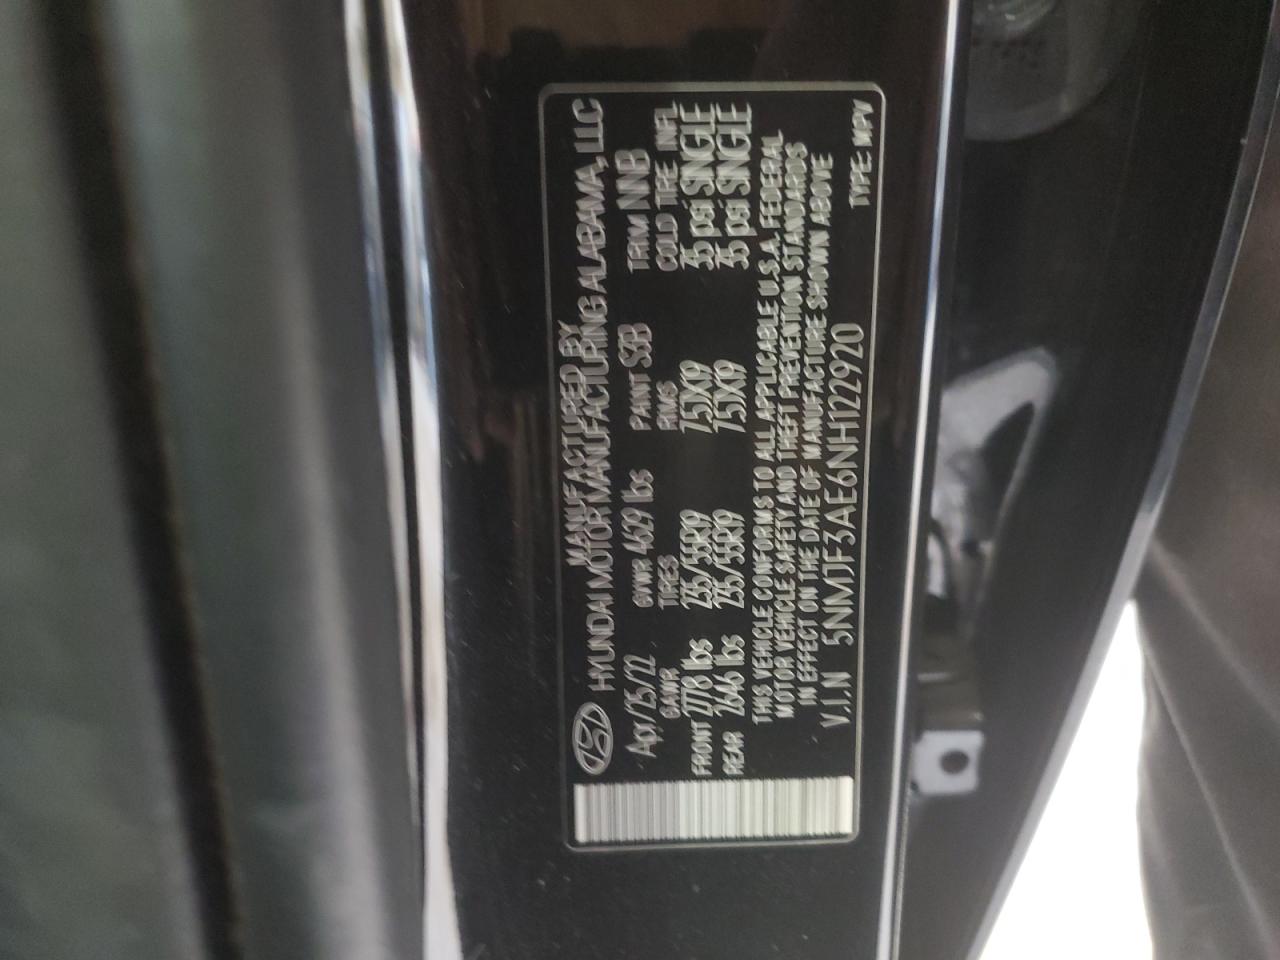 MANUFACTURED BY
HYUNDAI MOTOR MANUFACTURING ALABAMA, LLC
Apr/25/22 GVWR 4629 lbs PAINT S3B TRIM NNB
GAWR TIRES RIMS COLD TIRE INFL
FRONT 2778 lbs 235/55R19 7.5JX19 35 psi SINGLE
REAR 2646 lbs 235/55R19 7.5JX19 35 psi SINGLE
THIS VEHICLE CONFORMS TO ALL APPLICABLE U.S.A. FEDERAL
MOTOR VEHICLE SAFETY AND THEFT PREVENTION STANDARDS
IN EFFECT ON THE DATE OF MANUFACTURE SHOWN ABOVE
V.I.N 5NMJF3AE6NH122920 TYPE: MPV